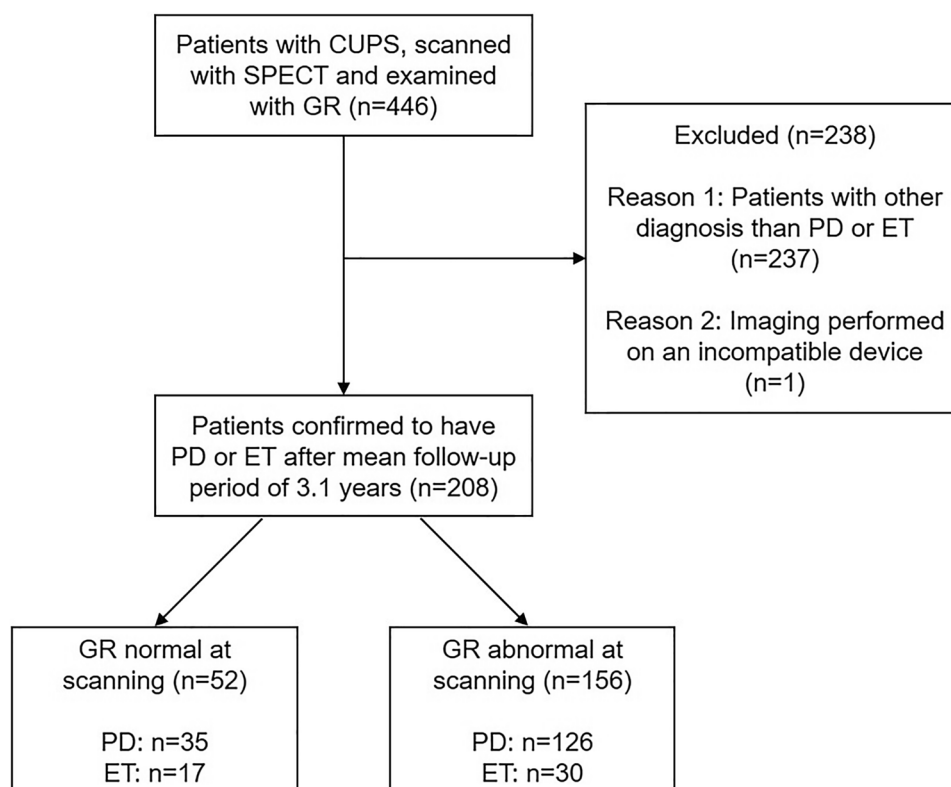 Patients with CUPS, scanned
with SPECT and examined
with GR (n=446)
Excluded (n=238)
Reason 1: Patients with other
diagnosis than PD or ET
(n=237)
Reason 2: Imaging performed
on an incompatible device
(n=1)
Patients confirmed to have
PD or ET after mean follow-up
period of 3.1 years (n=208)
GR normal at
scanning (n=52)
PD: n=35
ET: n=17
GR abnormal at
scanning (n=156)
PD: n=126
ET: n=30